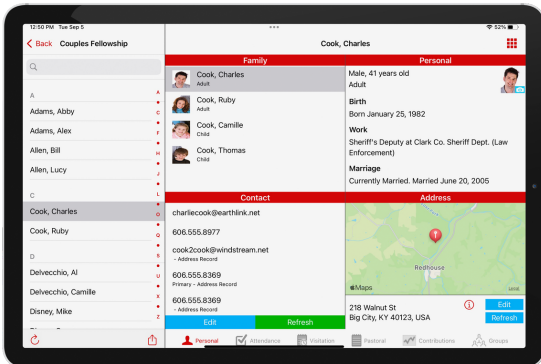 12:50 PM Tue Sep 5
52%
Back
Couples Fellowship
Cook, Charles
A
Adams, Abby
Adams, Alex
Allen, Bill
Allen, Lucy
C
Cook, Charles
Cook, Ruby
D
Delvecchio, Al
Delvecchio, Camille
Disney, Mike
A
C
F
H
J
L
O
Q
S
U
X
Z
Family
Cook, Charles
Adult
Cook, Ruby
Adult
Cook, Camille
Child
Cook, Thomas
Child
Personal
Male, 41 years old
Adult
Birth
Born January 25, 1982
Work
Sheriff's Deputy at Clark Co. Sheriff Dept. (Law
Enforcement)
Marriage
Currently Married. Married June 20, 2005
Contact
charliecook@earthlink.net
606.555.8977
cook2cook@windstream.net
- Address Record
606.555.8369
Primary - Address Record
606.555.8369
- Address Record
Edit
Refresh
Address
Redhouse
Maps
218 Walnut St
Big City, KY 40123, USA
Edit
Refresh
Personal
Attendance
Visitation
Pastoral
Contributions
Groups